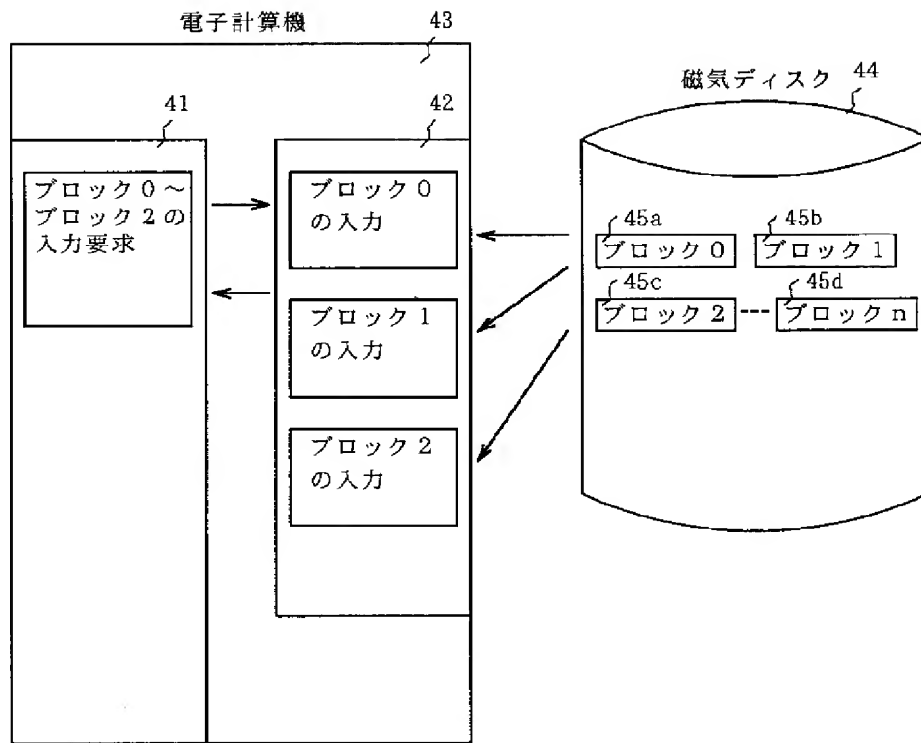 電子計算機
43
磁気ディスク
44
41
42
ブロック0～
ブロック2の
入力要求
ブロック0
の入力
ブロック1
の入力
ブロック2
の入力
45a
45b
ブロック0
ブロック1
45c
45d
ブロック2
ブロックn